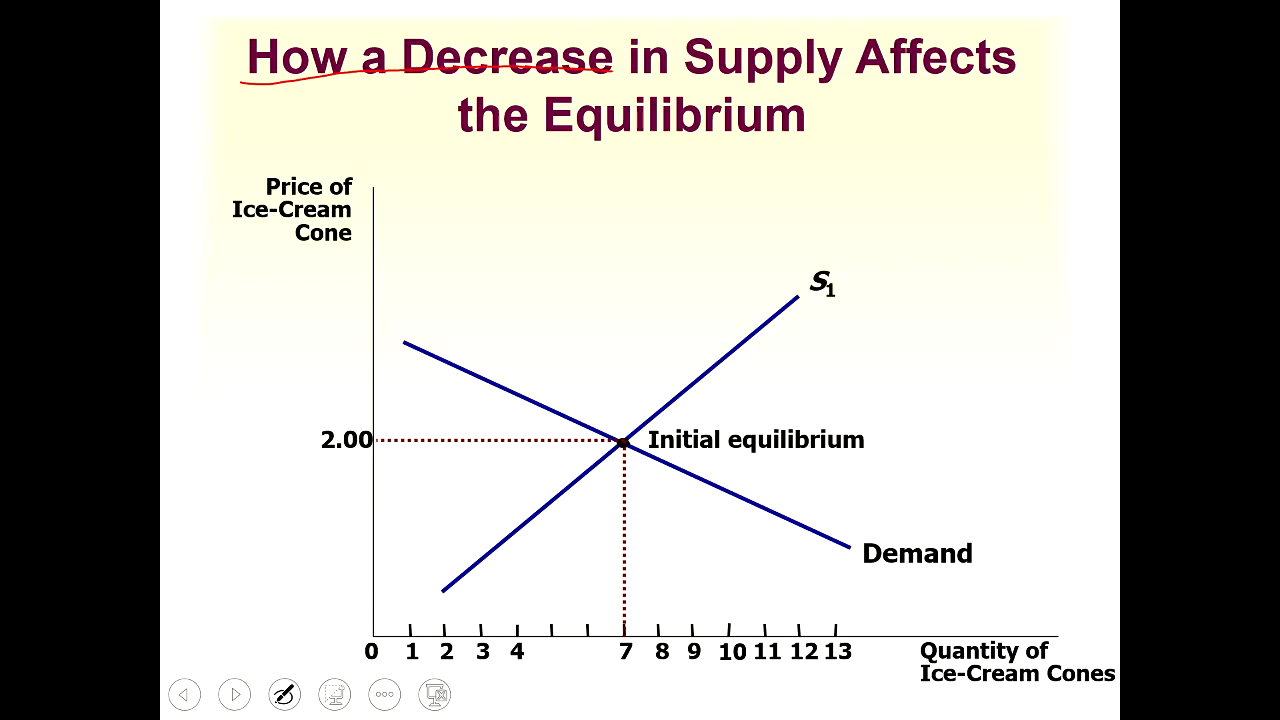 How a Decrease in Supply Affects
the Equilibrium
Price of
Ice-Cream
Cone
S1
2.00
Initial equilibrium
Demand
0 1 2 3 4 7 8 9 10 11 12 13
Quantity of
Ice-Cream Cones